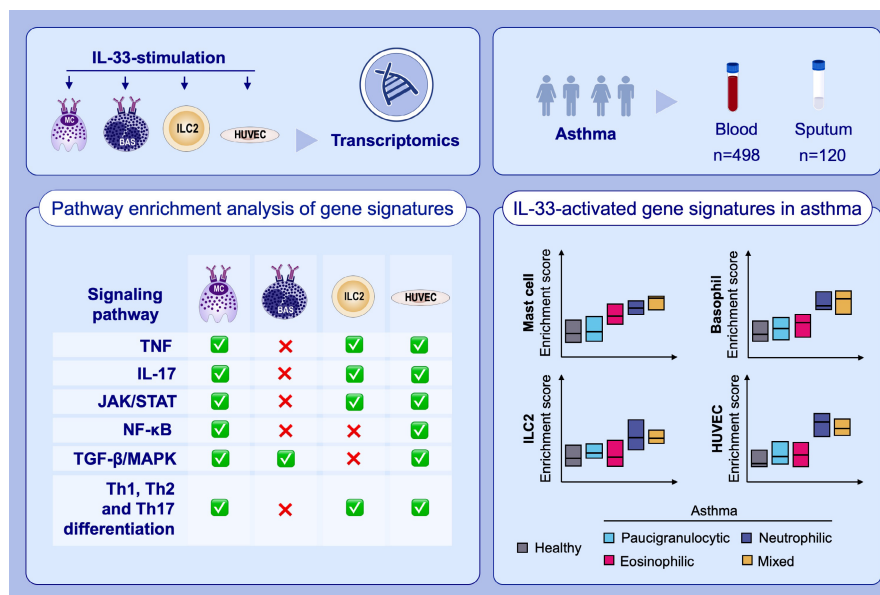 IL-33-stimulation
MC
BAS
ILC2
HUVEC
Transcriptomics
Asthma
Blood
n=498
Sputum
n=120
Pathway enrichment analysis of gene signatures
Signaling
pathway
MC
BAS
ILC2
HUVEC
TNF
IL-17
JAK/STAT
NF-κB
TGF-β/MAPK
Th1, Th2
and Th17
differentiation
IL-33-activated gene signatures in asthma
Mast cell
Enrichment score
Basophil
Enrichment score
ILC2
Enrichment score
HUVEC
Enrichment score
Asthma
Healthy
Paucigranulocytic
Neutrophilic
Eosinophilic
Mixed